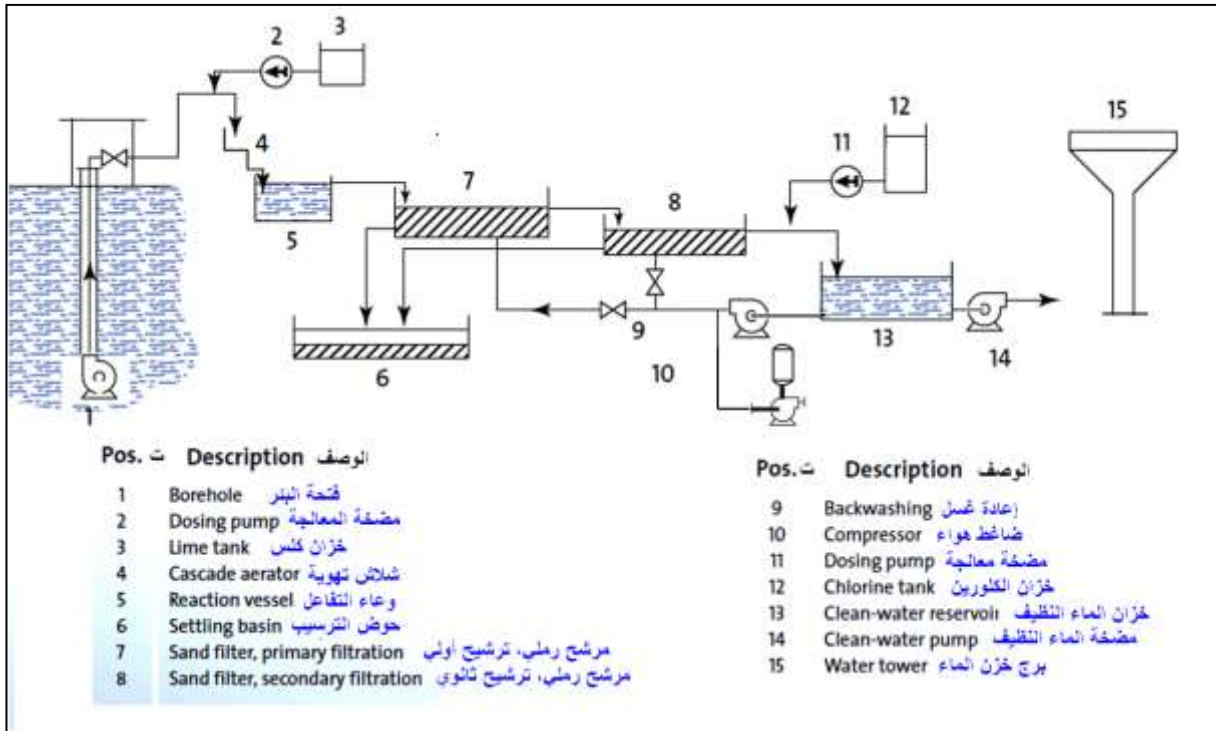 2
3
12
15
11
4
7
8
5
9
13
14
6
10
1
Pos. ت Description الوصف
1 Borehole فتحة البئر
2 Dosing pump مضخة المعالجة
3 Lime tank خزان كلس
4 Cascade aerator شلاش تهوية
5 Reaction vessel وعاء التفاعل
6 Settling basin حوض الترسيب
7 Sand filter, primary filtration مرشح رملي، ترشيح أولي
8 Sand filter, secondary filtration مرشح رملي، ترشيح ثانوي
Pos. ت Description الوصف
9 Backwashing إعادة غسل
10 Compressor ضاغط هواء
11 Dosing pump مضخة معالجة
12 Chlorine tank خزان الكلورين
13 Clean-water reservoir خزان الماء النظيف
14 Clean-water pump مضخة الماء النظيف
15 Water tower برج خزن الماء